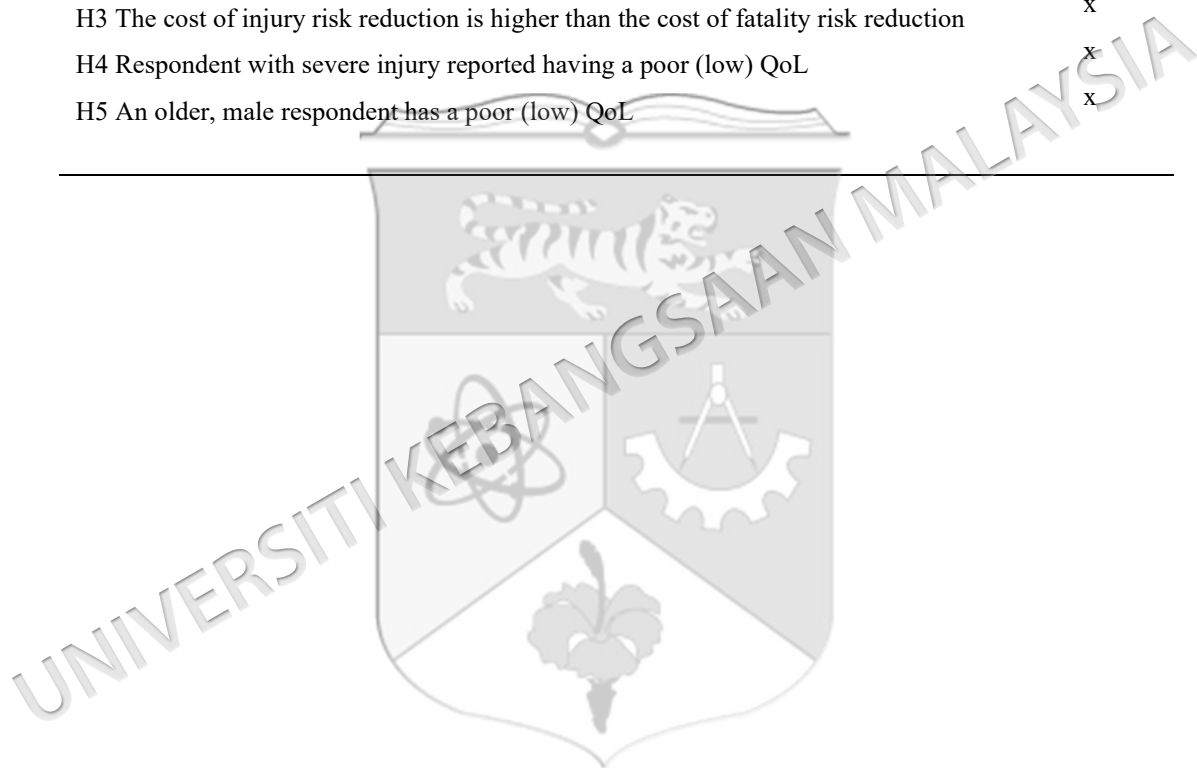 H3 The cost of injury risk reduction is higher than the cost of fatality risk reduction x
H4 Respondent with severe injury reported having a poor (low) QoL x
H5 An older, male respondent has a poor (low) QoL x
UNIVERSITI KEBANGSAAN MALAYSIA